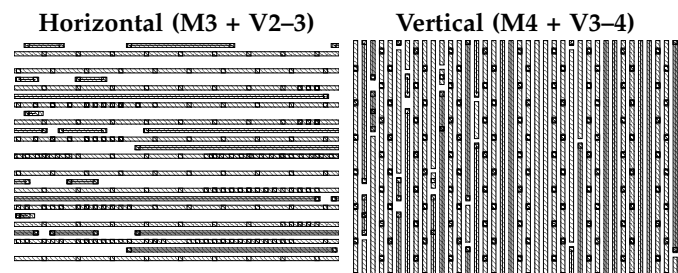 Horizontal (M3 + V2–3)
Vertical (M4 + V3–4)